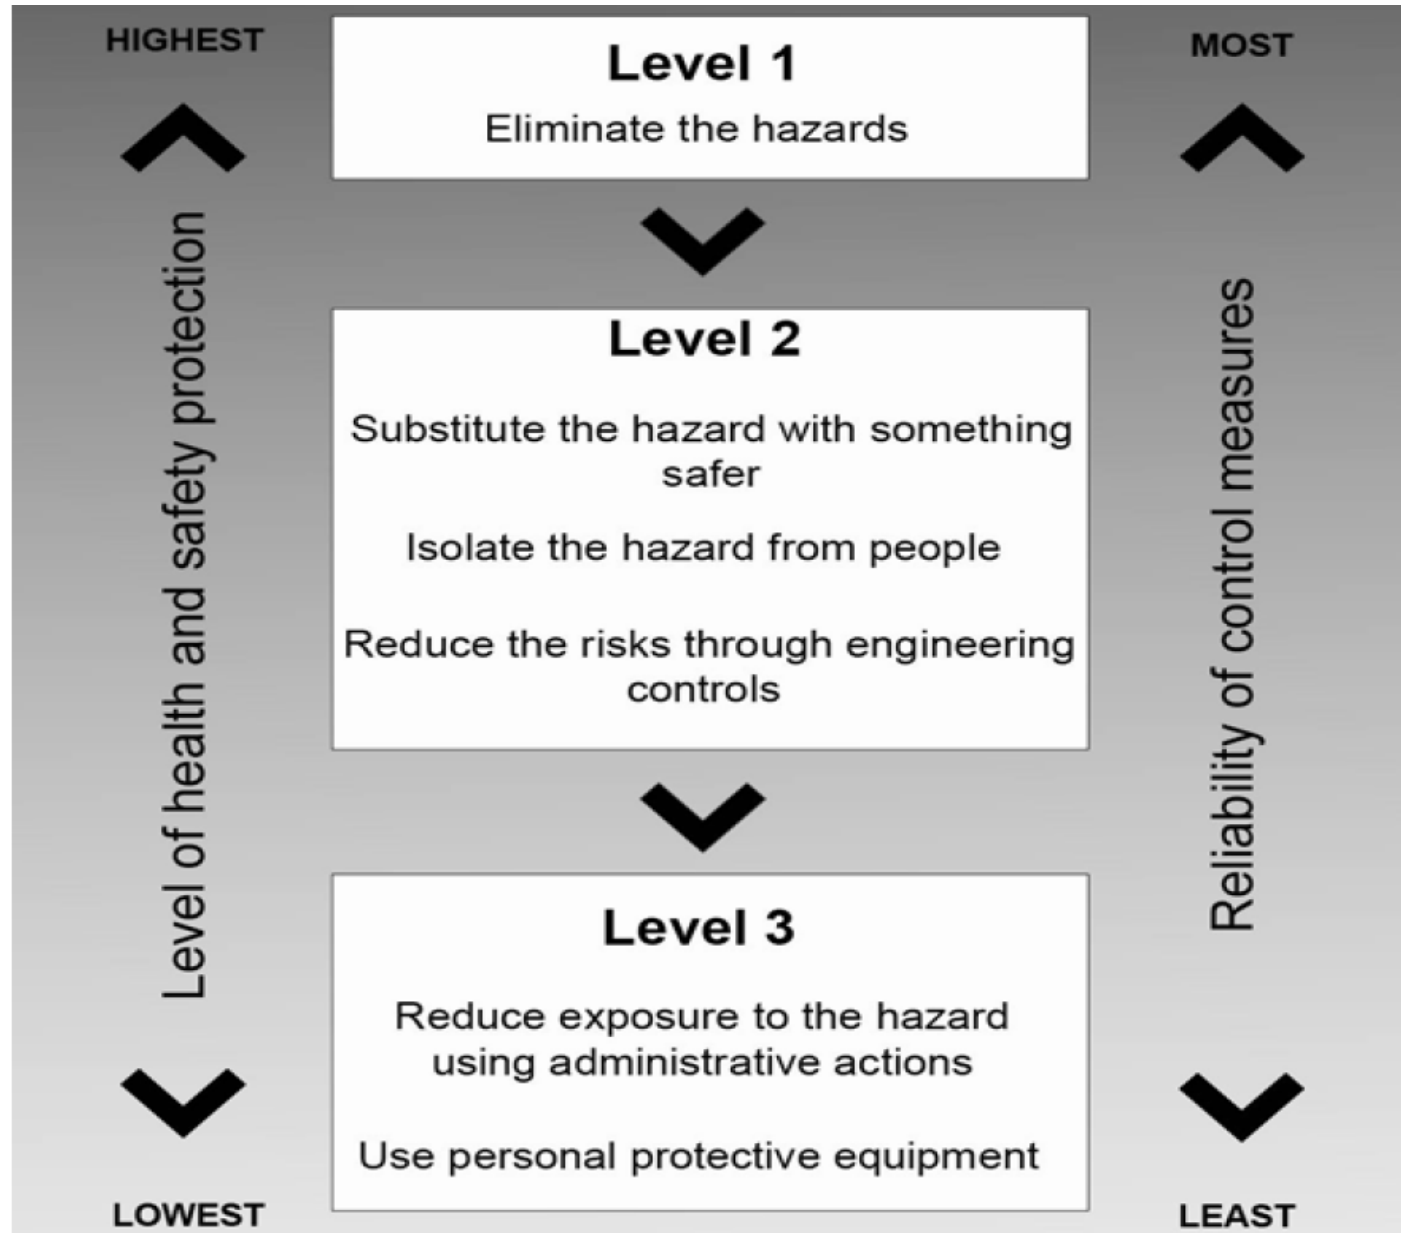 HIGHEST
MOST
Level 1
Eliminate the hazards
Level of health and safety protection
Reliability of control measures
Level 2
Substitute the hazard with something
safer
Isolate the hazard from people
Reduce the risks through engineering
controls
Level 3
Reduce exposure to the hazard
using administrative actions
Use personal protective equipment
LOWEST
LEAST